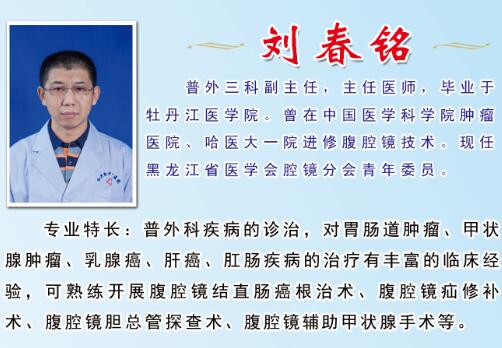 刘春铭
普外三科副主任，主任医师，毕业于
牡丹江医学院。曾在中国医学科学院肿瘤
医院、哈医大一院进修腹腔镜技术。现任
黑龙江省医学会腔镜分会青年委员。
专业特长：普外科疾病的诊治，对胃肠道肿瘤、甲状
腺肿瘤、乳腺癌、肝癌、肛肠疾病的治疗有丰富的临床经
验，可熟练开展腹腔镜结直肠癌根治术、腹腔镜疝修补
术、腹腔镜胆总管探查术、腹腔镜辅助甲状腺手术等。